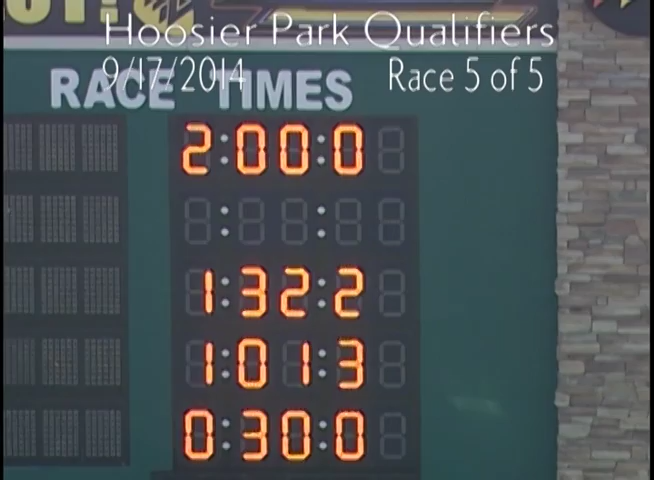 Hoosier Park Qualifiers
9/17/2014 Race 5 of 5
RACE TIMES
2:00:0
1:32:2
1:01:3
0:30:0